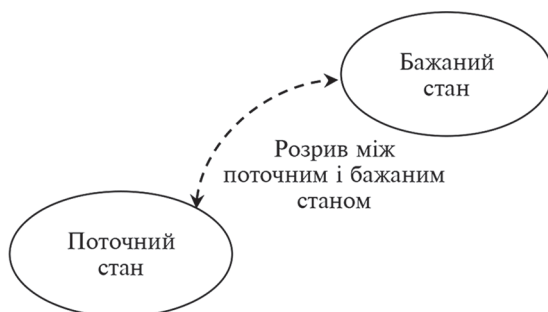 Бажаний
стан
Розрив між
поточним і бажаним
станом
Поточний
стан